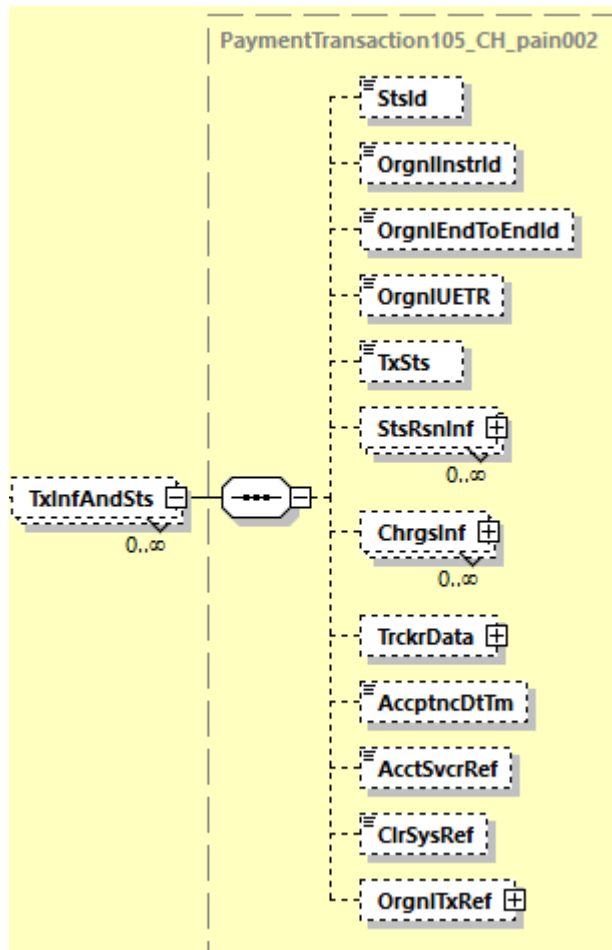 PaymentTransaction105_CH_pain002
StsId
OrgnlInstrId
OrgnlEndToEndId
OrgnlUETR
TxSts
StsRsnInf
0..∞
ChrgsInf
0..∞
TxInfAndSts
0..∞
TrckrData
AccptncDtTm
AcctSvcrRef
ClrSysRef
OrgnlTxRef